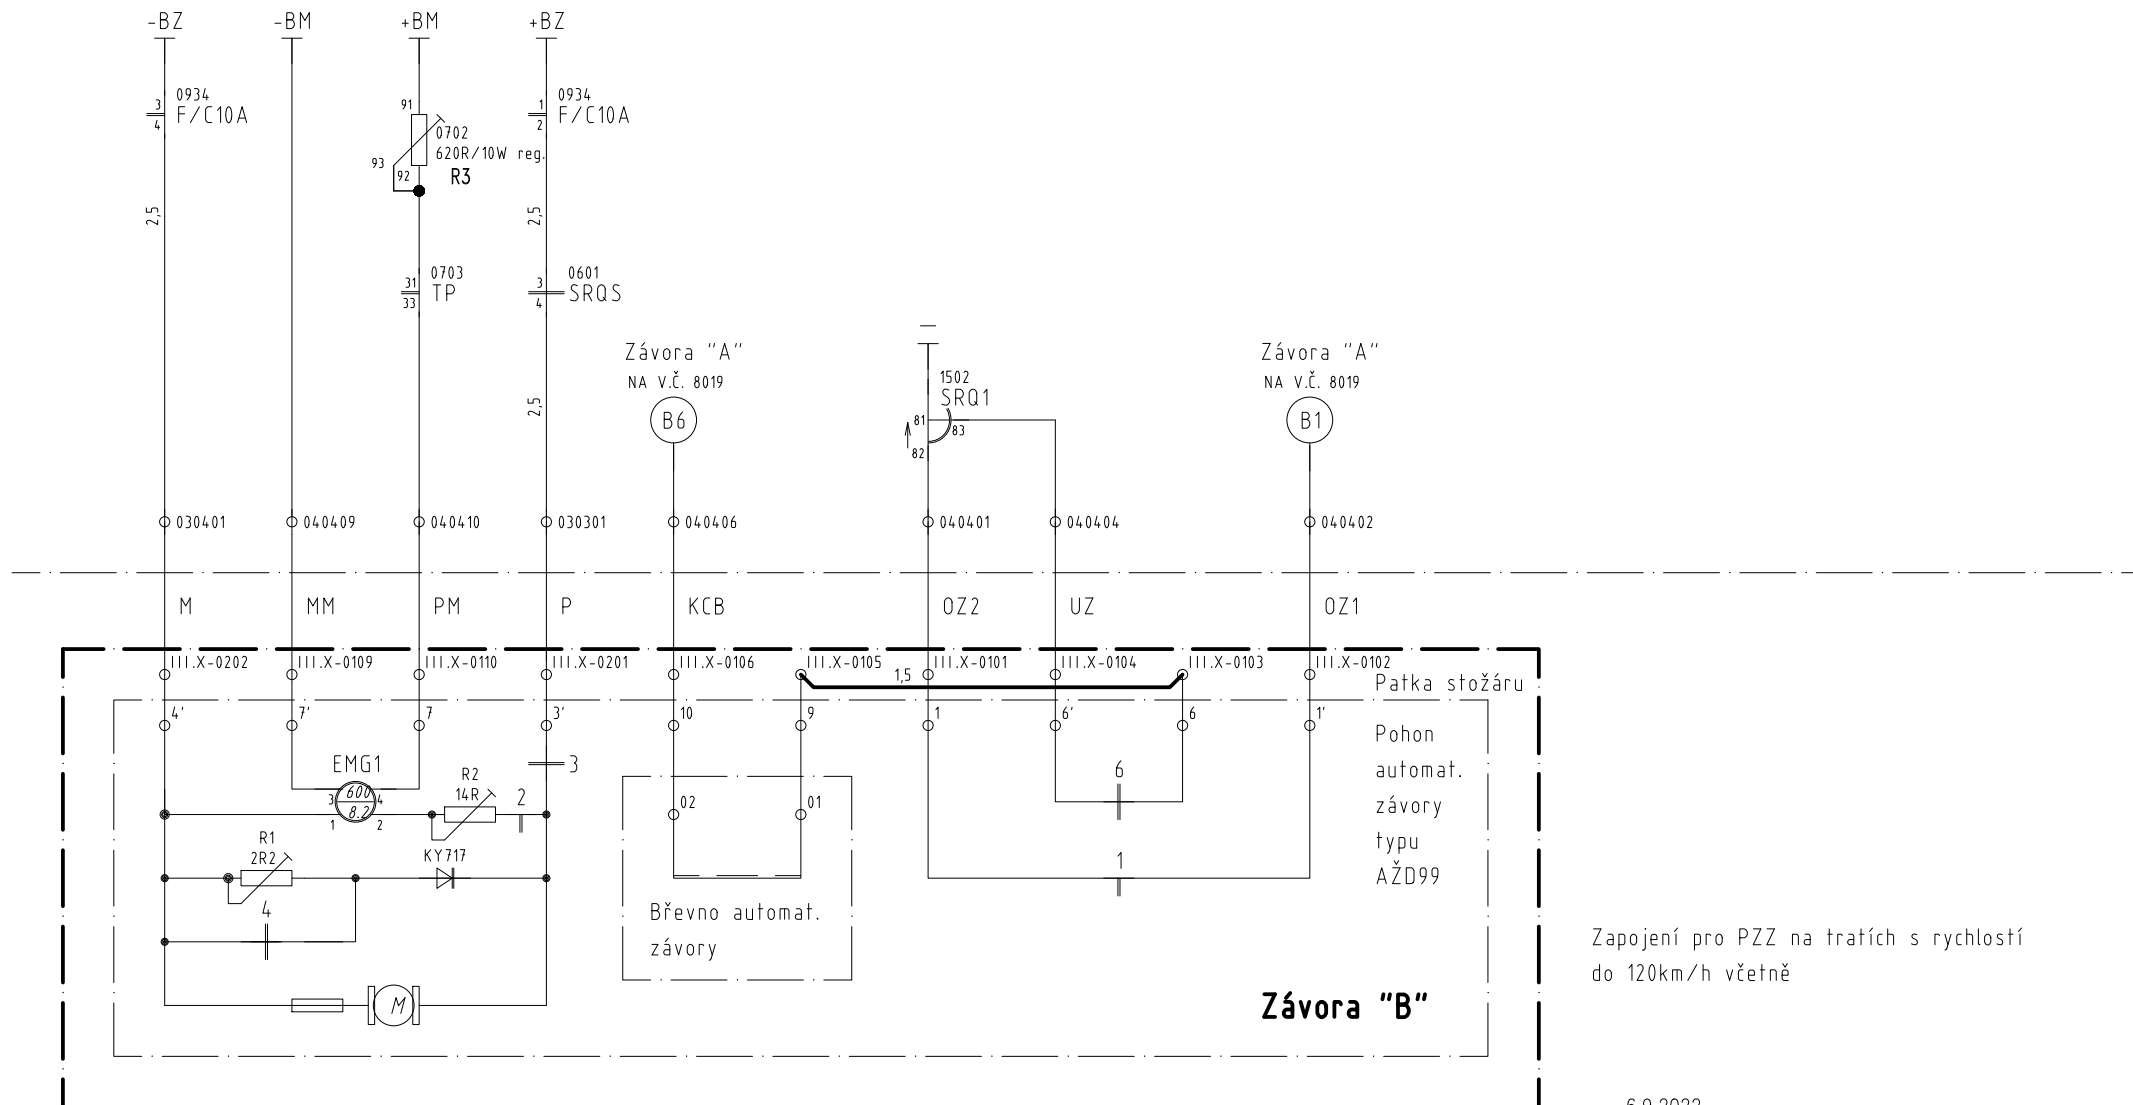 -BZ
-BM
+BM
+BZ
3
4
0934
F/C10A
91
93
92
0702
620R/10W reg.
R3
1
2
0934
F/C10A
2,5
2,5
31
33
0703
TP
3
4
0601
SRQS
2,5
Závora "A"
NA V.Č. 8019
B6
1502
SRQ1
81
83
82
Závora "A"
NA V.Č. 8019
B1
030401
040409
040410
030301
040406
040401
040404
040402
M
MM
PM
P
KCB
OZ2
UZ
OZ1
III.X-0202
III.X-0109
III.X-0110
III.X-0201
III.X-0106
III.X-0105
1,5
III.X-0101
III.X-0104
III.X-0103
III.X-0102
Patka stožáru
4'
7'
7
3'
10
9
1
6'
6
1'
Pohon
automat.
závory
typu
AŽD99
EMG1
3
600
4
8.2
1
2
R2
14R
2
3
02
01
6
1
R1
2R2
KY717
4
Břevno automat.
závory
M
Závora "B"
Zapojení pro PZZ na tratích s rychlostí
do 120km/h včetně